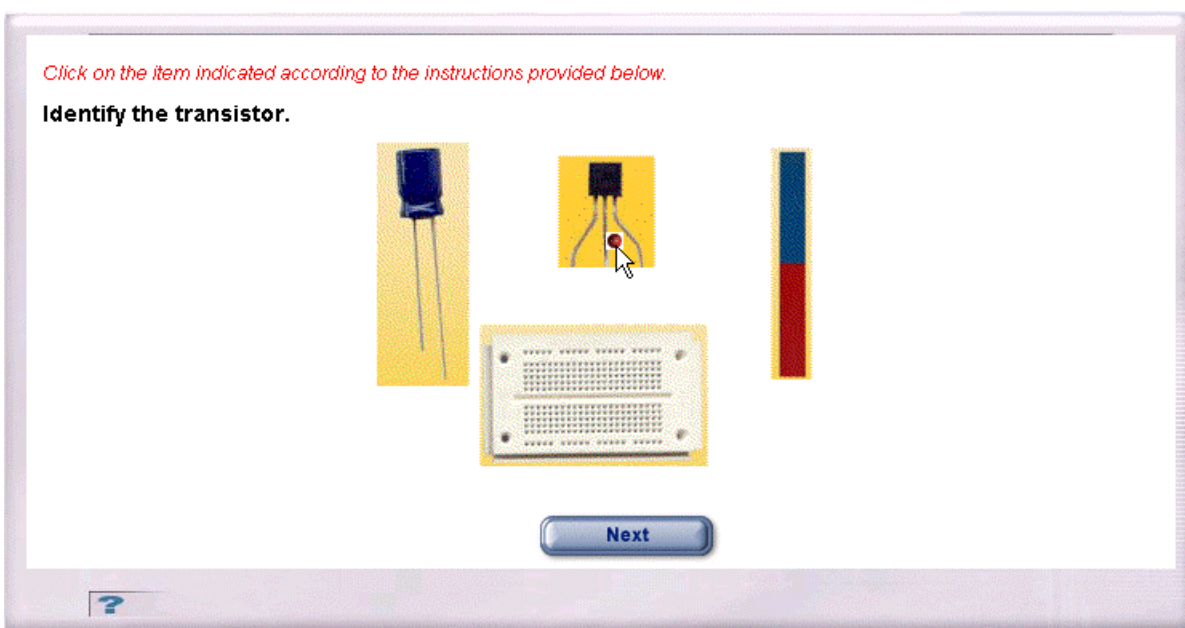 Click on the item indicated according to the instructions provided below.
Identify the transistor.
Next
?